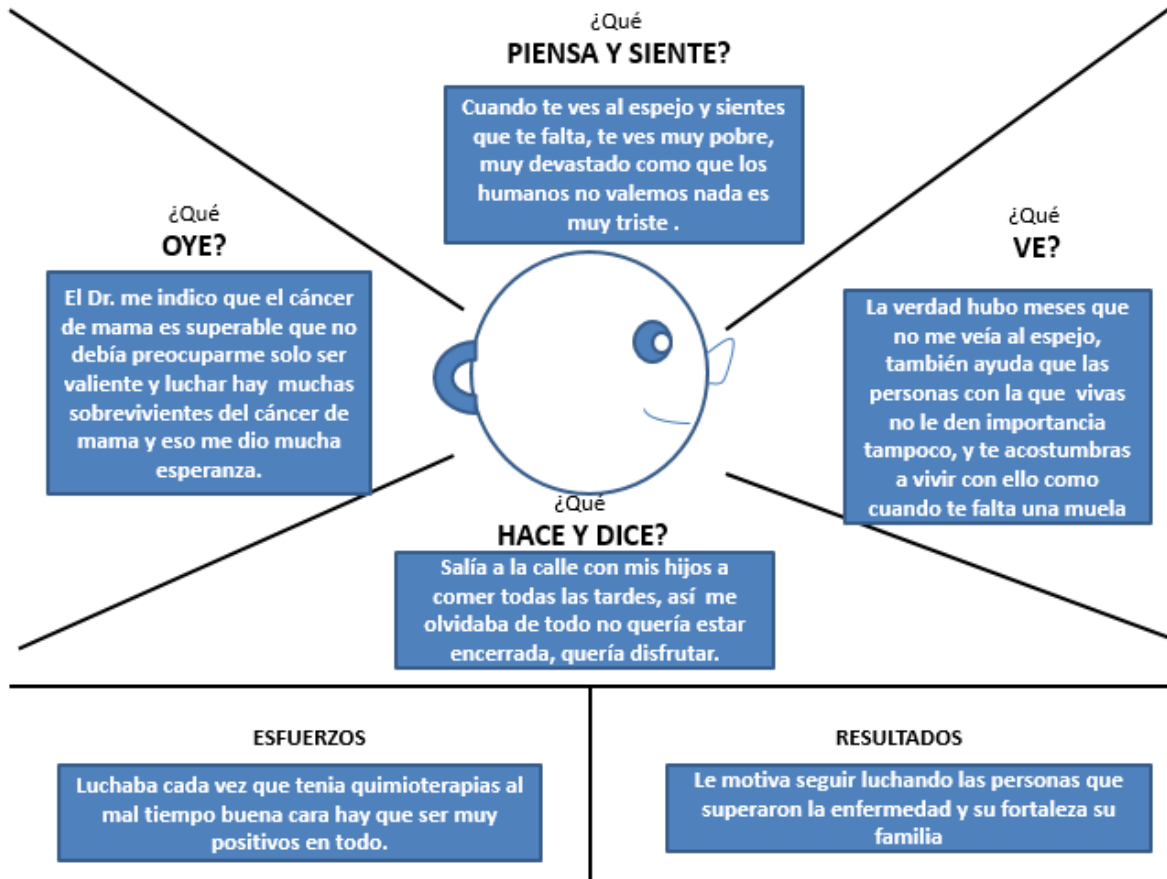 ¿Qué
PIENSA Y SIENTE?
Cuando te ves al espejo y sientes
que te falta, te ves muy pobre,
muy devastado como que los
humanos no valemos nada es
muy triste .
¿Qué
OYE?
El Dr. me indico que el cáncer
de mama es superable que no
debía preocuparme solo ser
valiente y luchar hay  muchas
sobrevivientes del cáncer de
mama y eso me dio mucha
esperanza.
¿Qué
VE?
La verdad hubo meses que
no me veía al espejo,
también ayuda que las
personas con la que  vivas
no le den importancia
tampoco, y te acostumbras
a vivir con ello como
cuando te falta una muela
¿Qué
HACE Y DICE?
Salía a la calle con mis hijos a
comer todas las tardes, así  me
olvidaba de todo no quería estar
encerrada, quería disfrutar.
ESFUERZOS
Luchaba cada vez que tenia quimioterapias al
mal tiempo buena cara hay que ser muy
positivos en todo.
RESULTADOS
Le motiva seguir luchando las personas que
superaron la enfermedad y su fortaleza su
familia